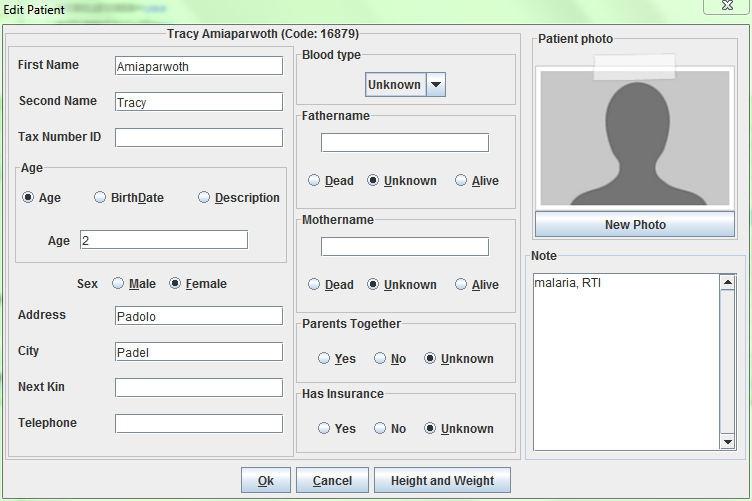 Edit Patient
Tracy Amiaparwoth (Code: 16879)
First Name Amiaparwoth
Second Name Tracy
Tax Number ID
Age
Age BirthDate Description
Age 2
Sex Male Female
Address Padolo
City Padel
Next Kin
Telephone
Blood type
Unknown
Fathername
Dead Unknown Alive
Mothername
Dead Unknown Alive
Parents Together
Yes No Unknown
Has Insurance
Yes No Unknown
Patient photo
New Photo
Note
malaria, RTI
Ok Cancel Height and Weight